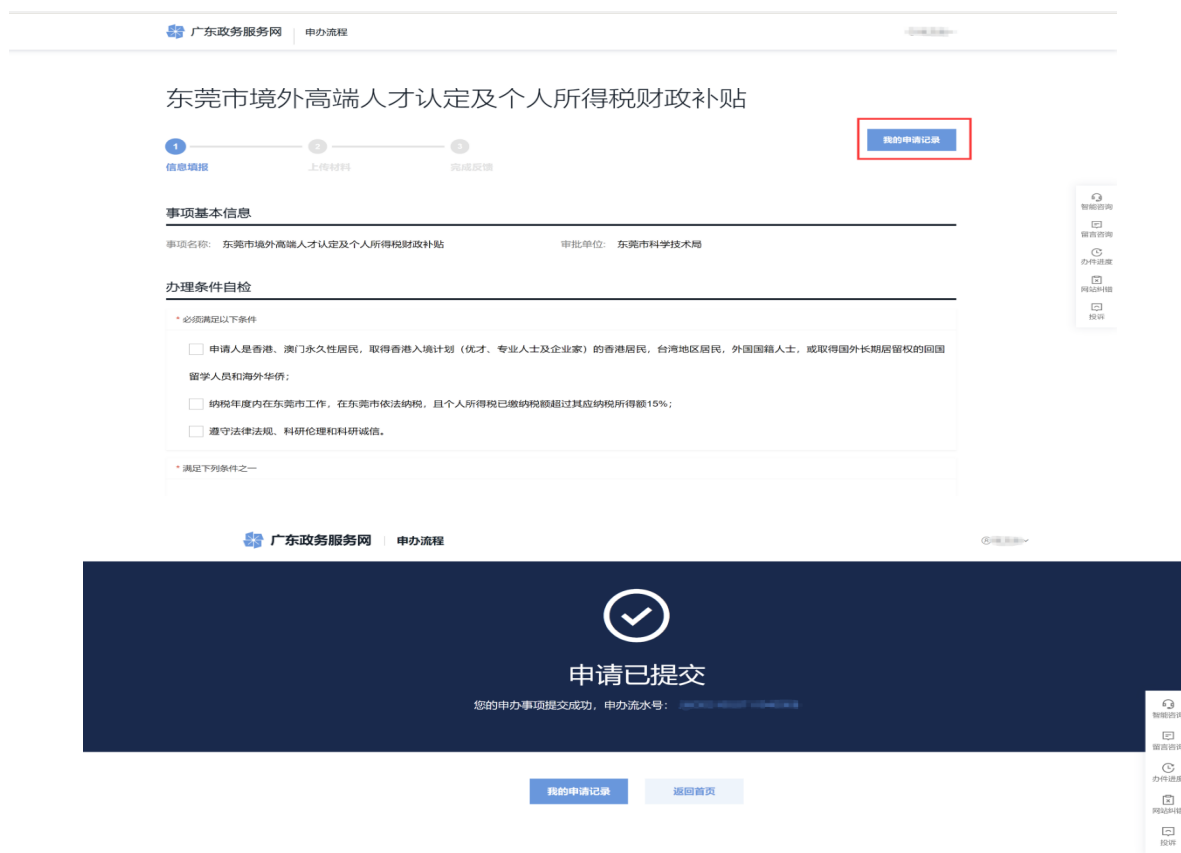 广东政务服务网 申办流程
东莞市境外高端人才认定及个人所得税财政补贴
我的申请记录
1 2 3
信息填报 上传材料 完成反馈
事项基本信息
事项名称: 东莞市境外高端人才认定及个人所得税财政补贴 审批单位: 东莞市科学技术局
办理条件自检
* 必须满足以下条件
申请人是香港、澳门永久性居民，取得香港入境计划（优才、专业人士及企业家）的香港居民，台湾地区居民，外国国籍人士，或取得国外长期居留权的回国
留学人员和海外华侨；
纳税年度内在东莞市工作，在东莞市依法纳税，且个人所得税已缴纳税额超过其应纳税所得额15%；
遵守法律法规、科研伦理和科研诚信。
* 满足下列条件之一
智能咨询
留言咨询
办件进度
网站纠错
投诉
广东政务服务网 申办流程
申请已提交
您的申办事项提交成功，申办流水号：
我的申请记录 返回首页
智能咨询
留言咨询
办件进度
网站纠错
投诉